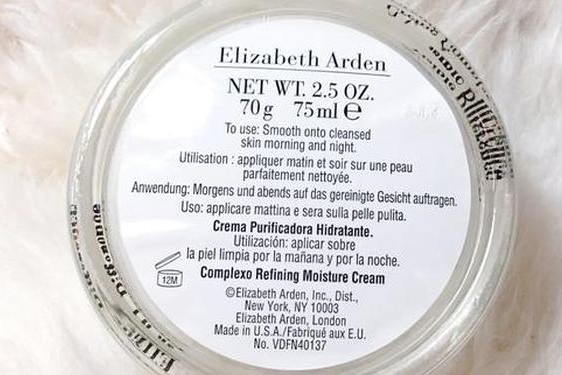 Elizabeth Arden
NET WT. 2.5 OZ.
70 g 75 ml ℮
To use: Smooth onto cleansed
skin morning and night.
Utilisation : appliquer matin et soir sur une peau
parfaitement nettoyée.
Anwendung: Morgens und abends auf das gereinigte Gesicht auftragen.
Uso: applicare mattina e sera sulla pelle pulita.
Crema Purificadora Hidratante.
Utilización: aplicar sobre
la piel limpia por la mañana y por la noche.
12M
Complexo Refining Moisture Cream
©Elizabeth Arden, Inc., Dist.,
New York, NY 10003
Elizabeth Arden, London
Made in U.S.A./Fabriqué aux E.U.
No. VDFN40137